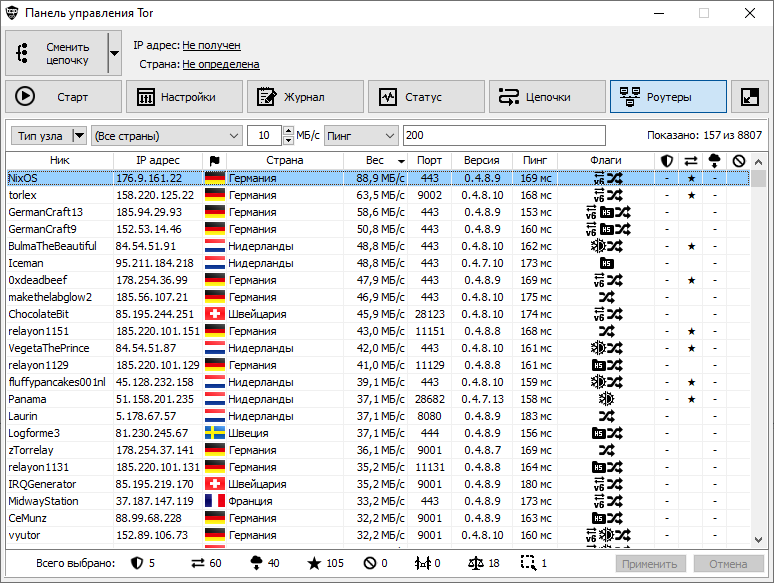 Панель управления Tor
Сменить цепочку
IP адрес: Не получен
Страна: Не определена
Старт Настройки Журнал Статус Цепочки Роутеры
Тип узла (Все страны) 10 МБ/с Пинг 200 Показано: 157 из 8807
Ник IP адрес Страна Вес Порт Версия Пинг Флаги
NixOS 176.9.161.22 Германия 88,9 МБ/с 443 0.4.8.9 169 мс - ★ -
torlex 158.220.125.22 Германия 63,5 МБ/с 9002 0.4.8.10 168 мс - ★ -
GermanCraft13 185.94.29.93 Германия 58,6 МБ/с 443 0.4.8.9 153 мс HS - -
GermanCraft9 152.53.14.46 Германия 50,8 МБ/с 443 0.4.8.9 160 мс HS - -
BulmaTheBeautiful 84.54.51.91 Нидерланды 48,8 МБ/с 443 0.4.8.10 162 мс - ★ -
Iceman 95.211.184.218 Нидерланды 48,8 МБ/с 443 0.4.8.9 173 мс HS - -
0xdeadbeef 178.254.36.99 Германия 47,9 МБ/с 443 0.4.8.9 169 мс - ★ -
makethelabglow2 185.56.107.21 Германия 46,9 МБ/с 443 0.4.8.10 175 мс - -
ChocolateBit 85.195.244.251 Швейцария 45,9 МБ/с 28123 0.4.8.10 174 мс - -
relayon1151 185.220.101.151 Германия 43,0 МБ/с 11151 0.4.8.8 168 мс - ★ -
VegetaThePrince 84.54.51.87 Нидерланды 42,0 МБ/с 443 0.4.8.9 161 мс - ★ -
relayon1129 185.220.101.129 Германия 41,0 МБ/с 11129 0.4.8.8 161 мс HS - -
fluffypancakes001nl 45.128.232.158 Нидерланды 39,1 МБ/с 443 0.4.8.10 159 мс - ★ -
Panama 51.158.201.235 Нидерланды 37,1 МБ/с 28682 0.4.7.13 158 мс - ★ -
Laurin 5.178.67.57 Нидерланды 37,1 МБ/с 8080 0.4.8.9 183 мс - -
Logforme3 81.230.245.67 Швеция 37,1 МБ/с 444 0.4.8.9 156 мс HS - -
zTorrelay 178.254.37.141 Германия 36,1 МБ/с 9001 0.4.8.7 169 мс - -
relayon1131 185.220.101.131 Германия 35,2 МБ/с 11131 0.4.8.8 164 мс HS - -
IRQGenerator 85.195.219.170 Швейцария 35,2 МБ/с 9001 0.4.8.9 180 мс - -
MidwayStation 37.187.147.119 Франция 33,2 МБ/с 443 0.4.8.9 173 мс - -
CeMunz 88.99.68.228 Германия 32,2 МБ/с 9001 0.4.8.9 163 мс HS - -
vyutor 152.89.106.73 Германия 32,2 МБ/с 9001 0.4.8.9 156 мс - -
Всего выбрано: 5 60 40 105 0 0 18 1 Применить Отмена